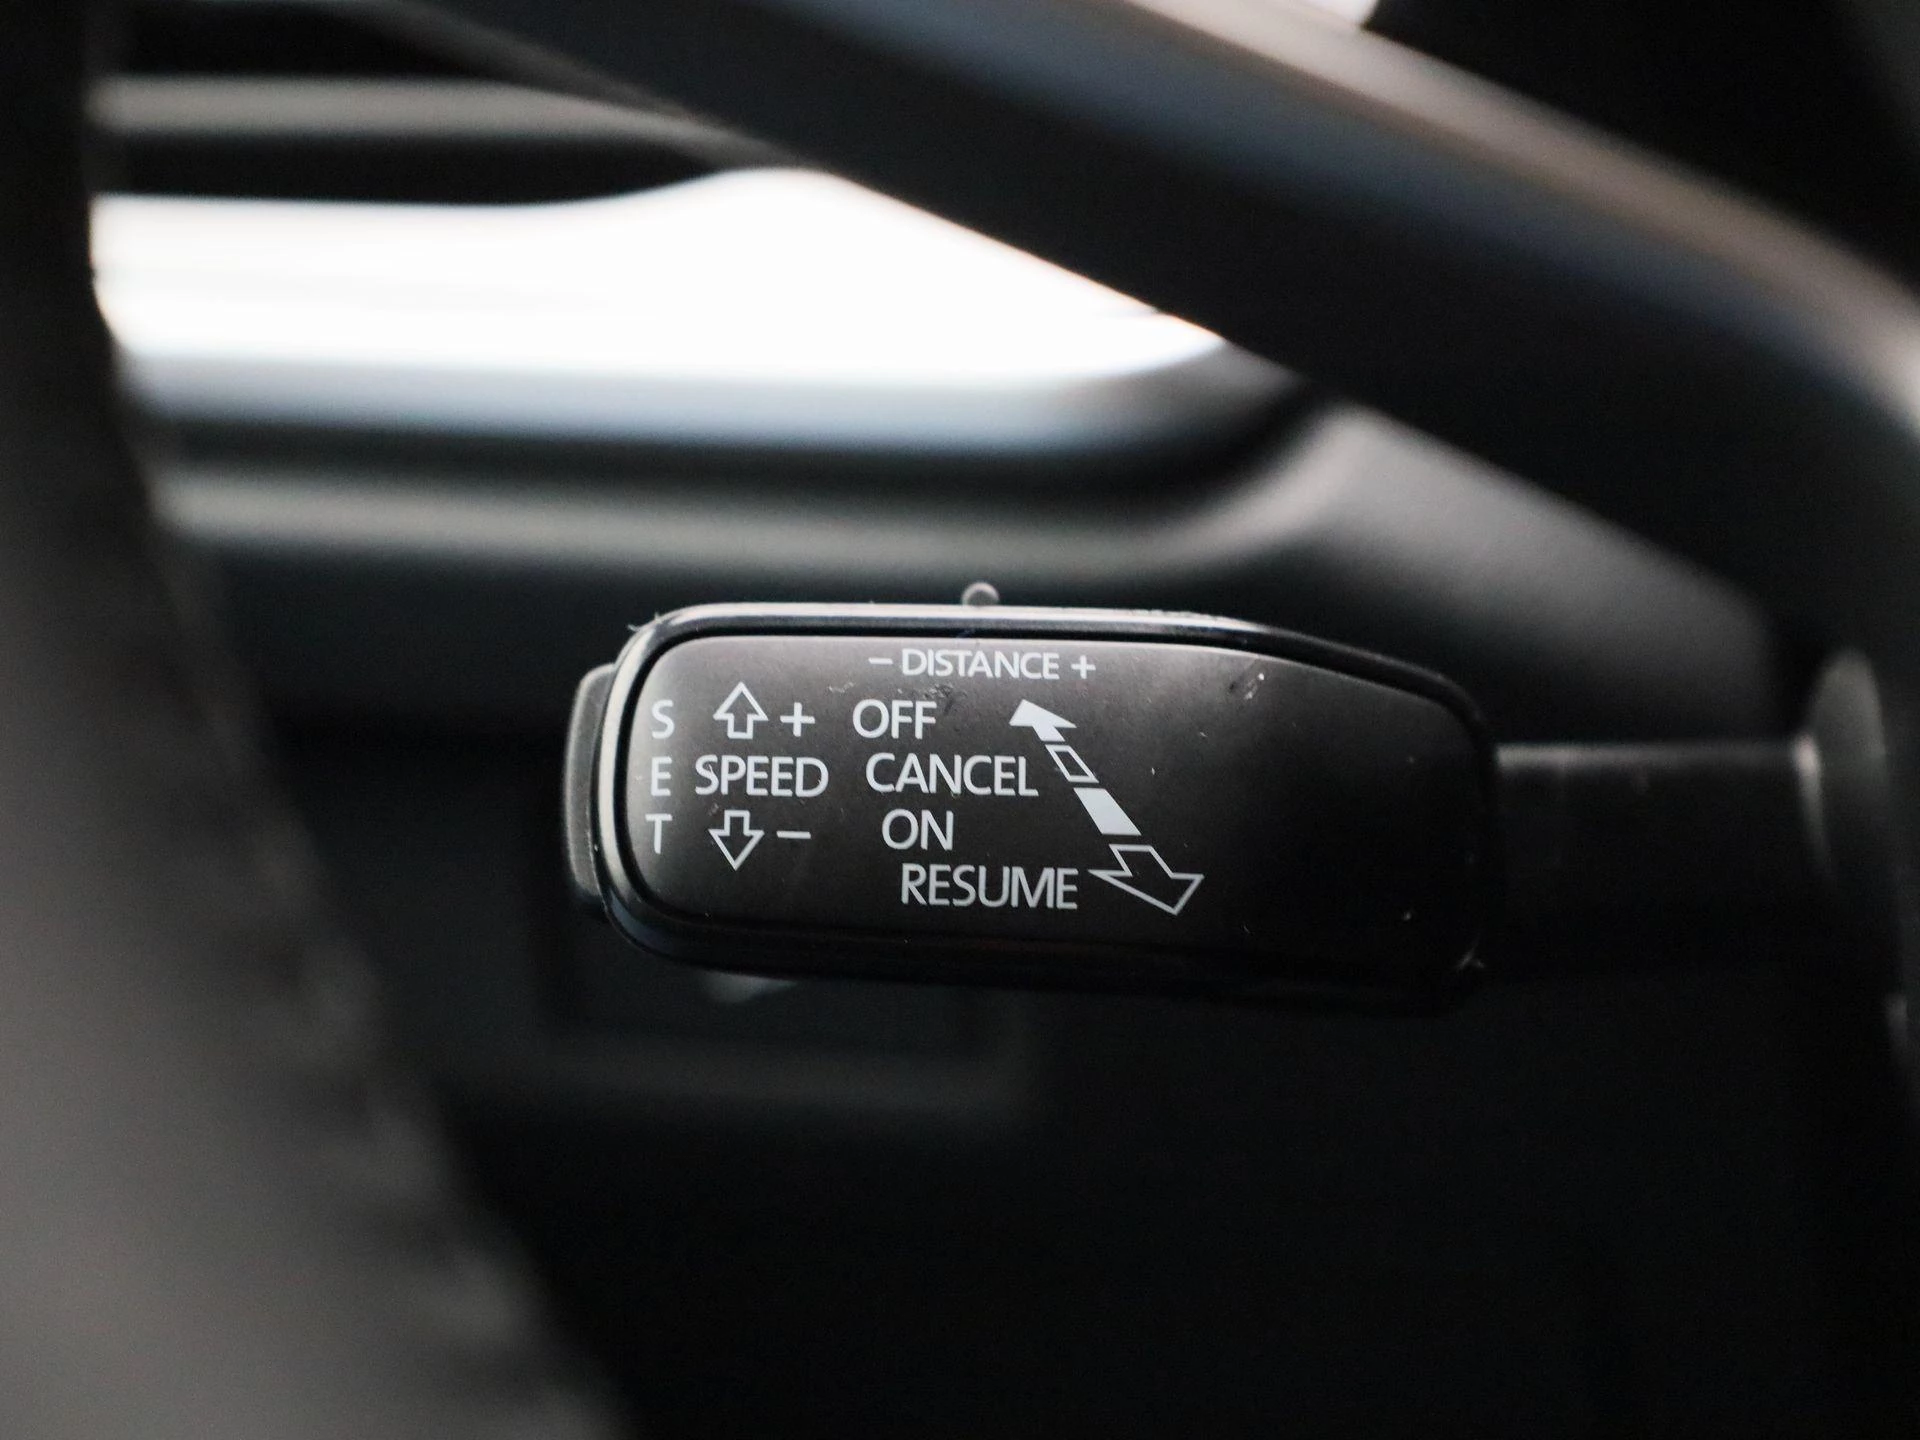 – DISTANCE +
S + OFF
E SPEED CANCEL
T – ON
RESUME